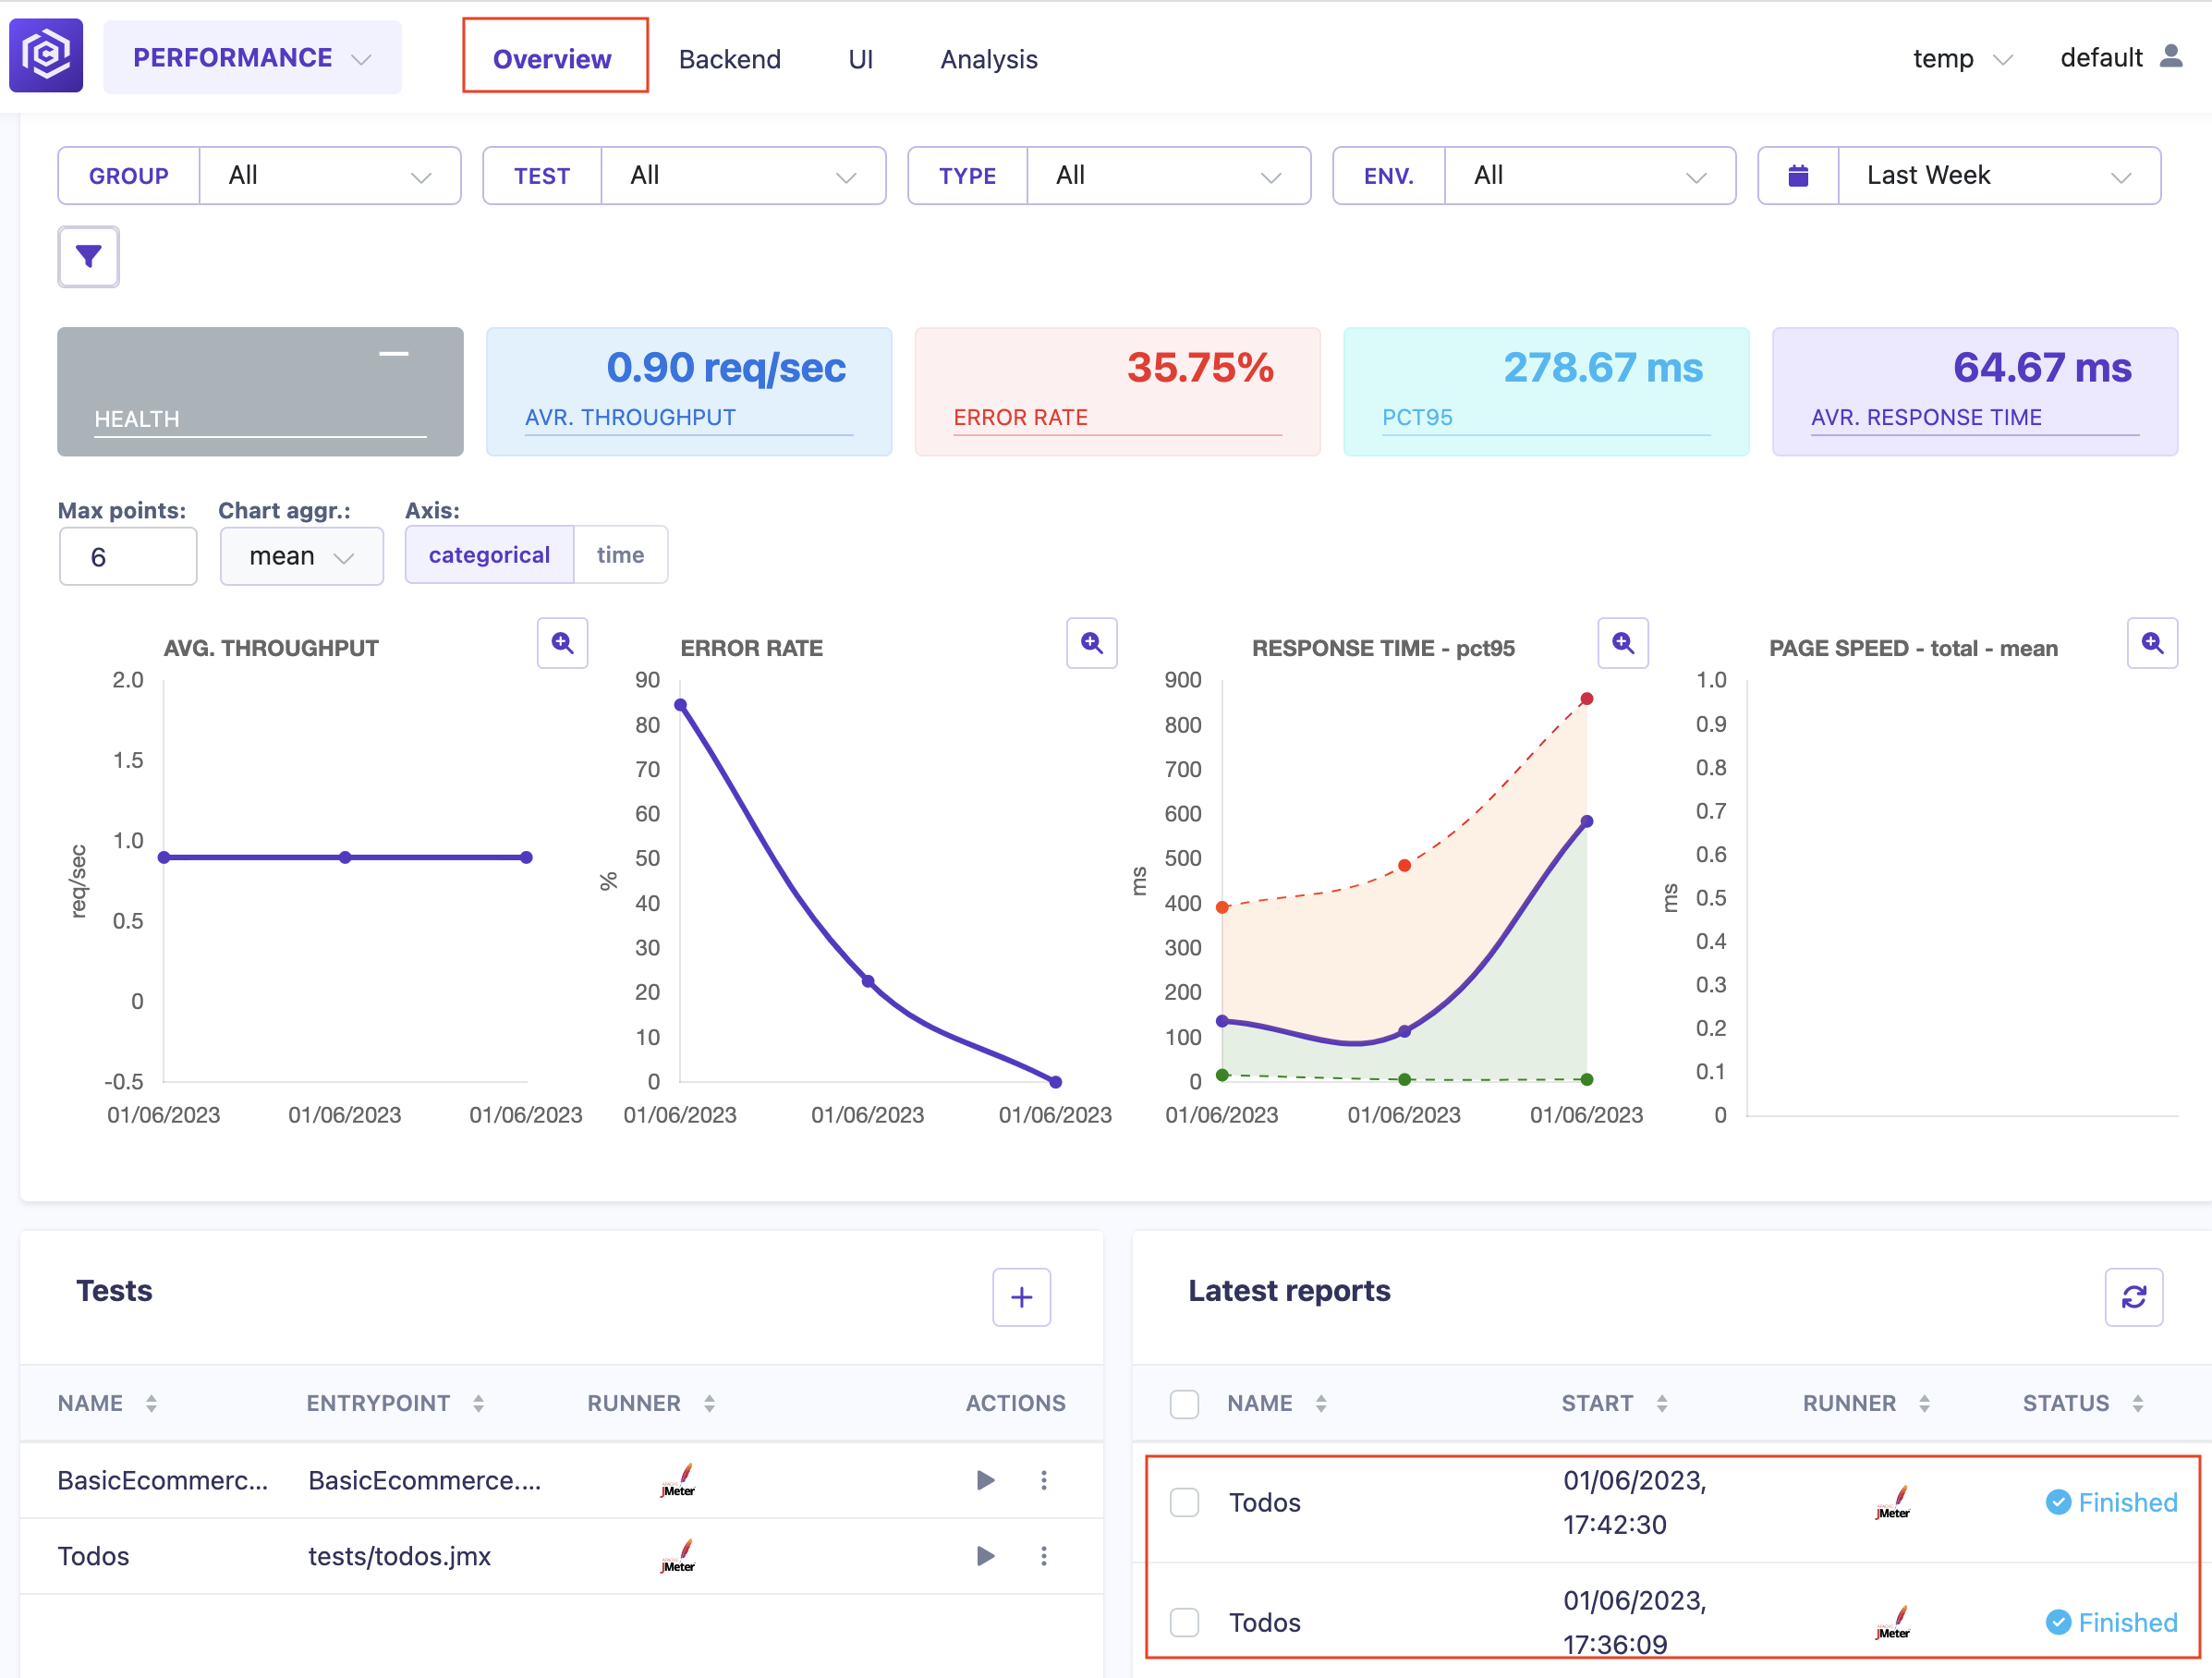 PERFORMANCE
Overview
Backend
UI
Analysis
temp
default
GROUP All
TEST All
TYPE All
ENV. All
Last Week
HEALTH
0.90 req/sec
AVR. THROUGHPUT
35.75%
ERROR RATE
278.67 ms
PCT95
64.67 ms
AVR. RESPONSE TIME
Max points: Chart aggr.: Axis:
6 mean categorical time
AVG. THROUGHPUT
2.0
1.5
1.0
0.5
0
-0.5
req/sec
01/06/2023 01/06/2023 01/06/2023
ERROR RATE
90
80
70
60
50
40
30
20
10
0
%
01/06/2023 01/06/2023 01/06/2023
RESPONSE TIME - pct95
900
800
700
600
500
400
300
200
100
0
ms
01/06/2023 01/06/2023 01/06/2023
PAGE SPEED - total - mean
1.0
0.9
0.8
0.7
0.6
0.5
0.4
0.3
0.2
0.1
0
ms
Tests
NAME ENTRYPOINT RUNNER ACTIONS
BasicEcommerc... BasicEcommerce.... JMeter
Todos tests/todos.jmx JMeter
Latest reports
NAME START RUNNER STATUS
Todos 01/06/2023, JMeter Finished
17:42:30
Todos 01/06/2023, JMeter Finished
17:36:09